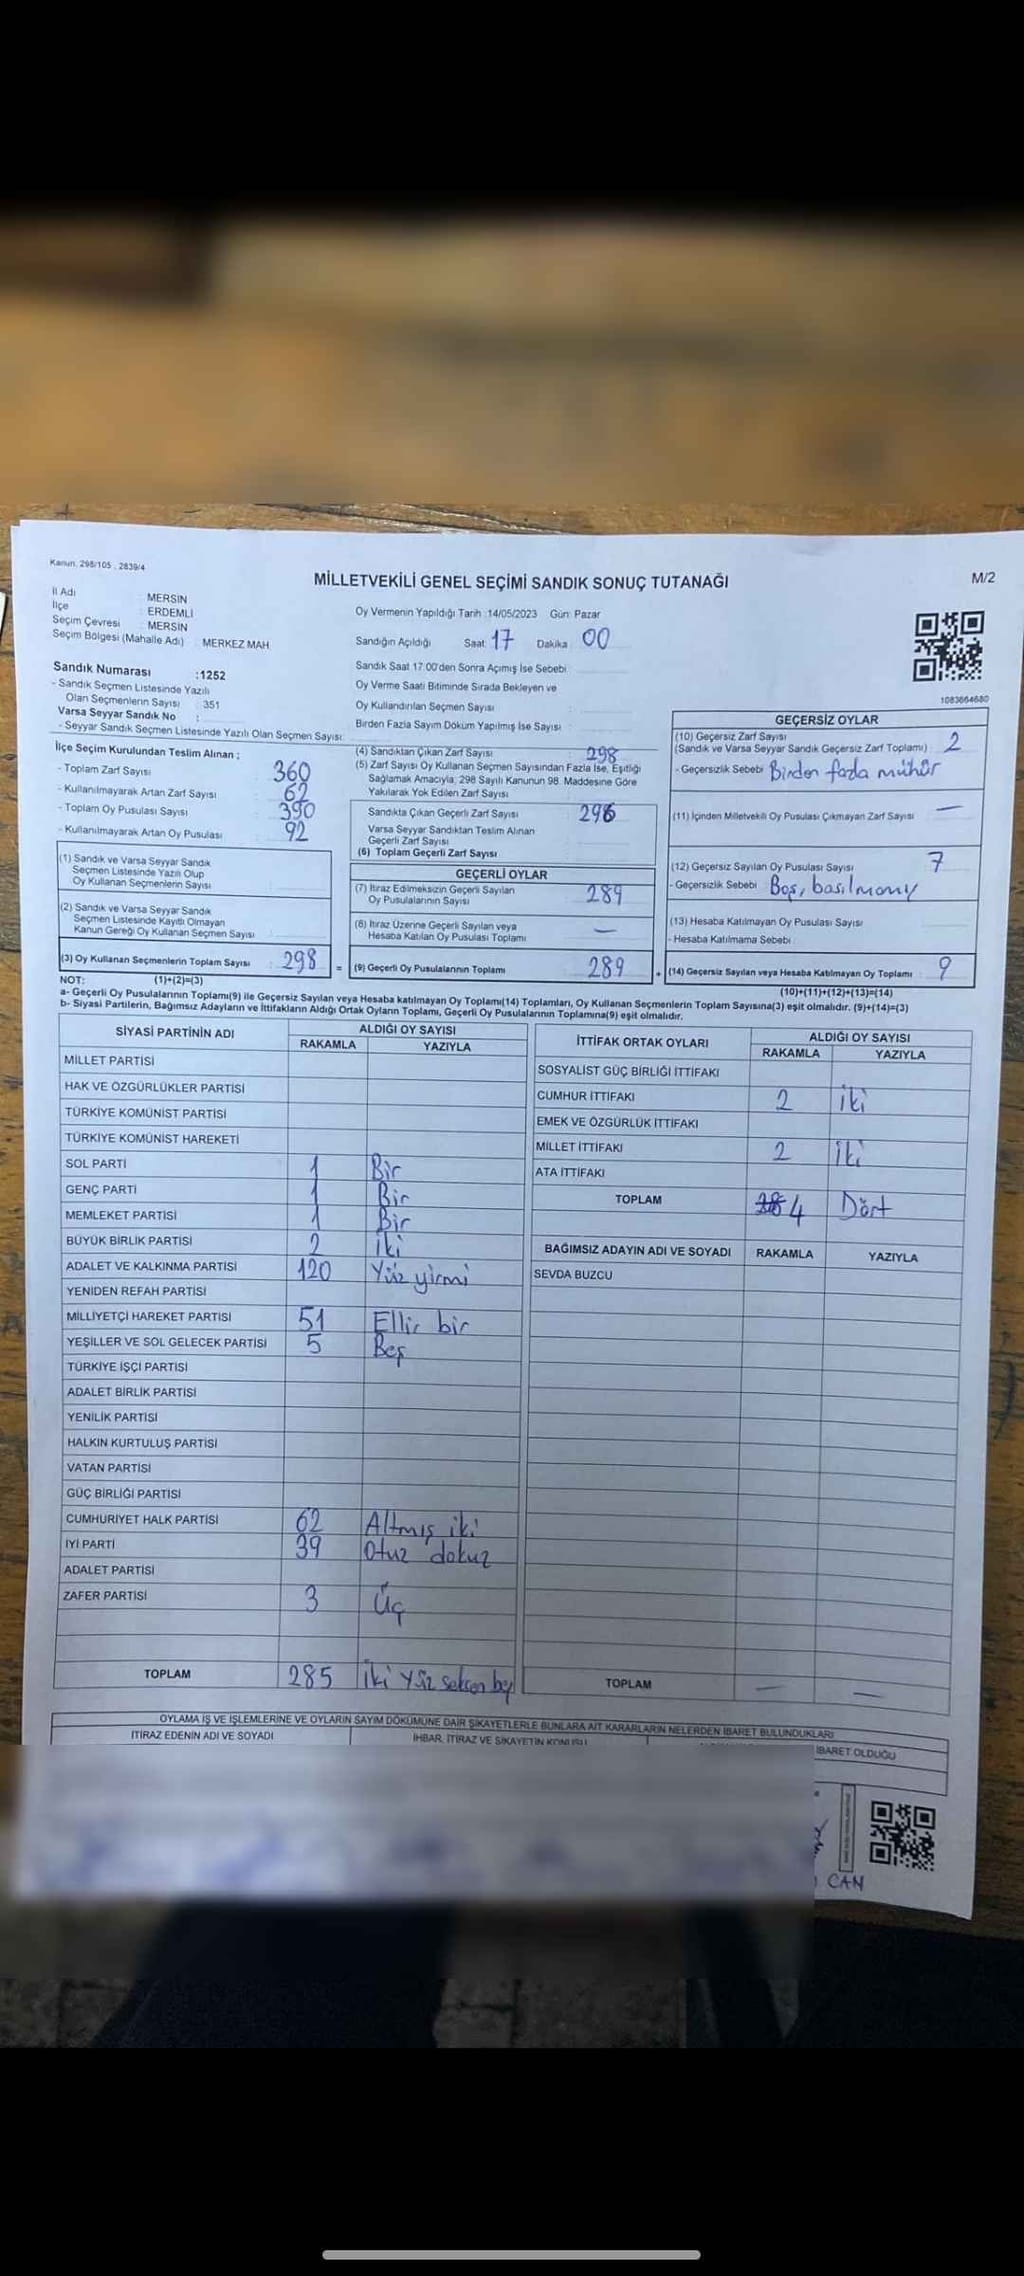 Kanun, 298/105 , 2839/4
MİLLETVEKİLİ GENEL SEÇİMİ SANDIK SONUÇ TUTANAĞI
M/2
İl Adı : MERSİN
İlçe : ERDEMLİ
Seçim Çevresi : MERSİN
Seçim Bölgesi (Mahalle Adı) : MERKEZ MAH
Oy Vermenin Yapıldığı Tarih :14/05/2023 Gün: Pazar
Sandığın Açıldığı Saat: 17 Dakika 00
Sandık Saat 17:00'den Sonra Açımış İse Sebebi
Oy Verme Saati Bitiminde Sırada Bekleyen ve
Oy Kullandırılan Seçmen Sayısı :
Birden Fazla Sayım Döküm Yapılmış İse Sayısı
Sandık Numarası :1252
- Sandık Seçmen Listesinde Yazılı
Olan Seçmenlerin Sayısı : 351
Varsa Seyyar Sandık No :
- Seyyar Sandık Seçmen Listesinde Yazılı Olan Seçmen Sayısı:
1083664680
İlçe Seçim Kurulundan Teslim Alınan ;
- Toplam Zarf Sayısı : 360
- Kullanılmayarak Artan Zarf Sayısı : 62
- Toplam Oy Pusulası Sayısı : 390
- Kullanılmayarak Artan Oy Pusulası : 92
(1) Sandık ve Varsa Seyyar Sandık
Seçmen Listesinde Yazılı Olup
Oy Kullanan Seçmenlerin Sayısı :
(2) Sandık ve Varsa Seyyar Sandık
Seçmen Listesinde Kayıtlı Olmayan
Kanun Gereği Oy Kullanan Seçmen Sayısı :
(3) Oy Kullanan Seçmenlerin Toplam Sayısı : 298
(4) Sandıktan Çıkan Zarf Sayısı : 298
(5) Zarf Sayısı Oy Kullanan Seçmen Sayısından Fazla İse, Eşitliği
Sağlamak Amacıyla, 298 Sayılı Kanunun 98. Maddesine Göre
Yakılarak Yok Edilen Zarf Sayısı
Sandıkta Çıkan Geçerli Zarf Sayısı : 296
Varsa Seyyar Sandıktan Teslim Alınan
Geçerli Zarf Sayısı
(6) Toplam Geçerli Zarf Sayısı
GEÇERLİ OYLAR
(7) İtiraz Edilmeksizin Geçerli Sayılan
Oy Pusulalarının Sayısı : 289
(8) İtiraz Üzerine Geçerli Sayılan veya
Hesaba Katılan Oy Pusulası Toplamı : —
= (9) Geçerli Oy Pusulalarının Toplamı : 289
GEÇERSİZ OYLAR
(10) Geçersiz Zarf Sayısı
(Sandık ve Varsa Seyyar Sandık Geçersiz Zarf Toplamı) : 2
- Geçersizlik Sebebi Birden fazla mühür
(11) İçinden Milletvekili Oy Pusulası Çıkmayan Zarf Sayısı —
(12) Geçersiz Sayılan Oy Pusulası Sayısı 7
- Geçersizlik Sebebi Boş, basılmamış
(13) Hesaba Katılmayan Oy Pusulası Sayısı
- Hesaba Katılmama Sebebi :
+ (14) Geçersiz Sayılan veya Hesaba Katılmayan Oy Toplamı : 9
NOT: (1)+(2)=(3) (10)+(11)+(12)+(13)=(14)
a- Geçerli Oy Pusulalarının Toplamı(9) ile Geçersiz Sayılan veya Hesaba katılmayan Oy Toplamı(14) Toplamları, Oy Kullanan Seçmenlerin Toplam Sayısına(3) eşit olmalıdır. (9)+(14)=(3)
b- Siyasi Partilerin, Bağımsız Adayların ve İttifakların Aldığı Ortak Oyların Toplamı, Geçerli Oy Pusulalarının Toplamına(9) eşit olmalıdır.
SİYASİ PARTİNİN ADI ALDIĞI OY SAYISI
RAKAMLA YAZIYLA
MİLLET PARTİSİ
HAK VE ÖZGÜRLÜKLER PARTİSİ
TÜRKİYE KOMÜNİST PARTİSİ
TÜRKİYE KOMÜNİST HAREKETİ
SOL PARTİ 1 Bir
GENÇ PARTİ 1 Bir
MEMLEKET PARTİSİ 1 Bir
BÜYÜK BİRLİK PARTİSİ 2 İki
ADALET VE KALKINMA PARTİSİ 120 Yüz yirmi
YENİDEN REFAH PARTİSİ
MİLLİYETÇİ HAREKET PARTİSİ 51 Elli bir
YEŞİLLER VE SOL GELECEK PARTİSİ 5 Beş
TÜRKİYE İŞÇİ PARTİSİ
ADALET BİRLİK PARTİSİ
YENİLİK PARTİSİ
HALKIN KURTULUŞ PARTİSİ
VATAN PARTİSİ
GÜÇ BİRLİĞİ PARTİSİ
CUMHURİYET HALK PARTİSİ 62 Altmış iki
İYİ PARTİ 39 Otuz dokuz
ADALET PARTİSİ
ZAFER PARTİSİ 3 Üç
TOPLAM 285 İki Yüz seksen beş
İTTİFAK ORTAK OYLARI ALDIĞI OY SAYISI
RAKAMLA YAZIYLA
SOSYALİST GÜÇ BİRLİĞİ İTTİFAKI
CUMHUR İTTİFAKI 2 İki
EMEK VE ÖZGÜRLÜK İTTİFAKI
MİLLET İTTİFAKI 2 İki
ATA İTTİFAKI
TOPLAM 4 Dört
BAĞIMSIZ ADAYIN ADI VE SOYADI RAKAMLA YAZIYLA
SEVDA BUZCU
TOPLAM — —
OYLAMA İŞ VE İŞLEMLERİNE VE OYLARIN SAYIM DÖKÜMÜNE DAİR ŞİKAYETLERLE BUNLARA AİT KARARLARIN NELERDEN İBARET BULUNDUKLARI
İTİRAZ EDENİN ADI VE SOYADI İHBAR, İTİRAZ VE ŞİKAYETİN KONUSU İBARET OLDUĞU
CAN